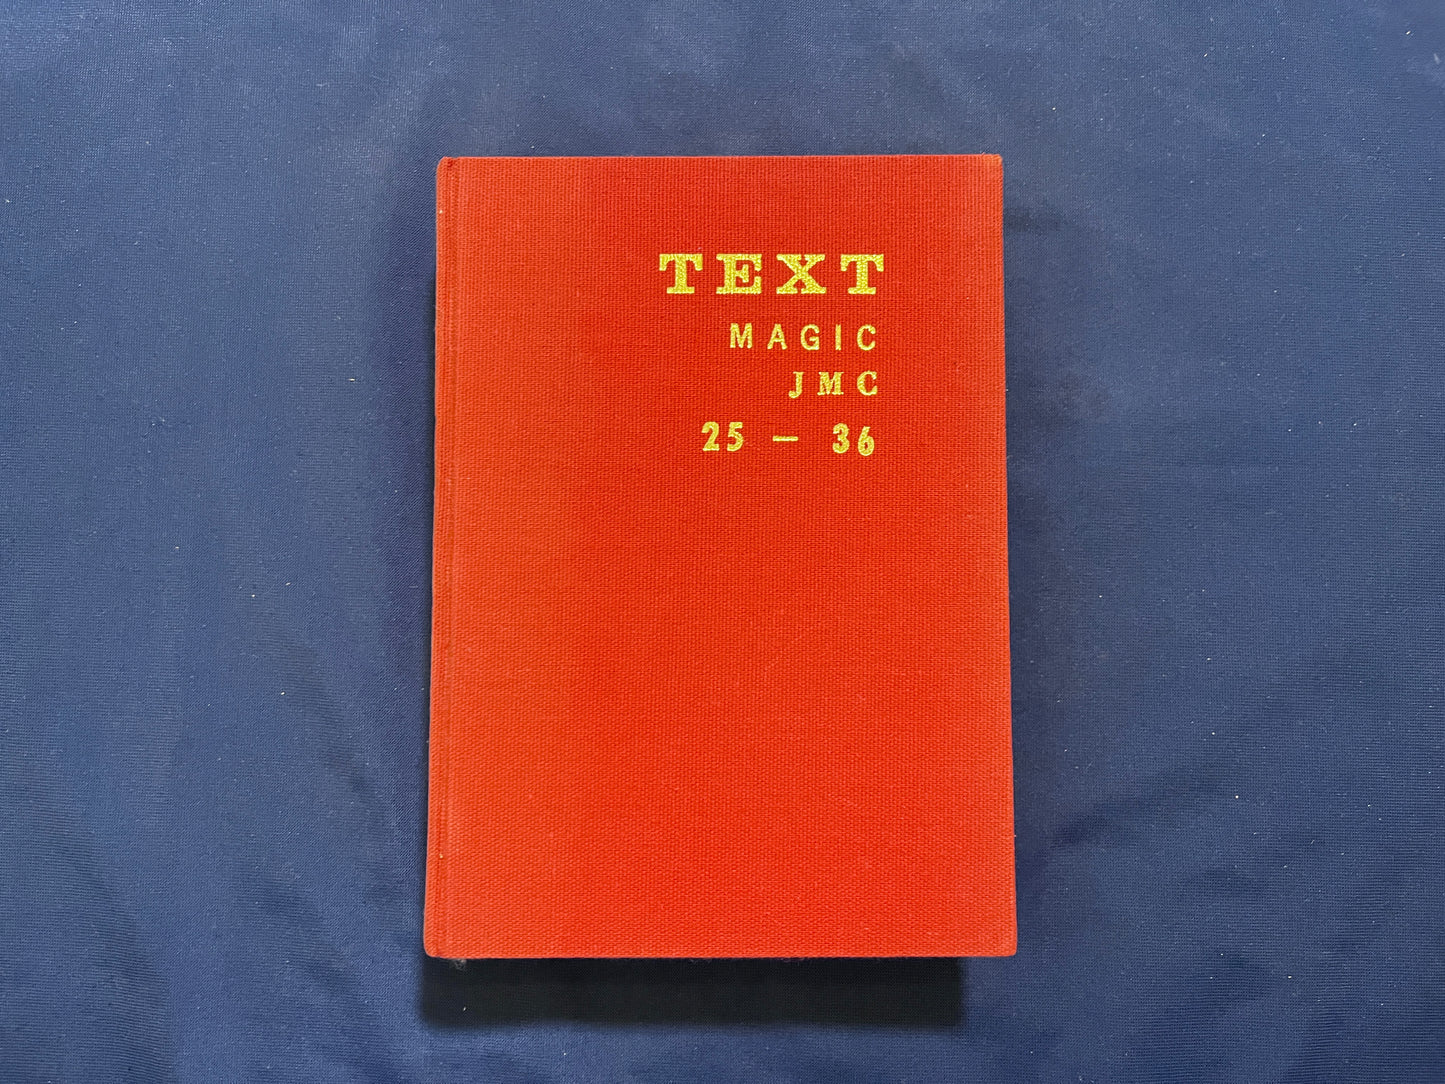 TEXT
MAGIC
JMC
25 — 36